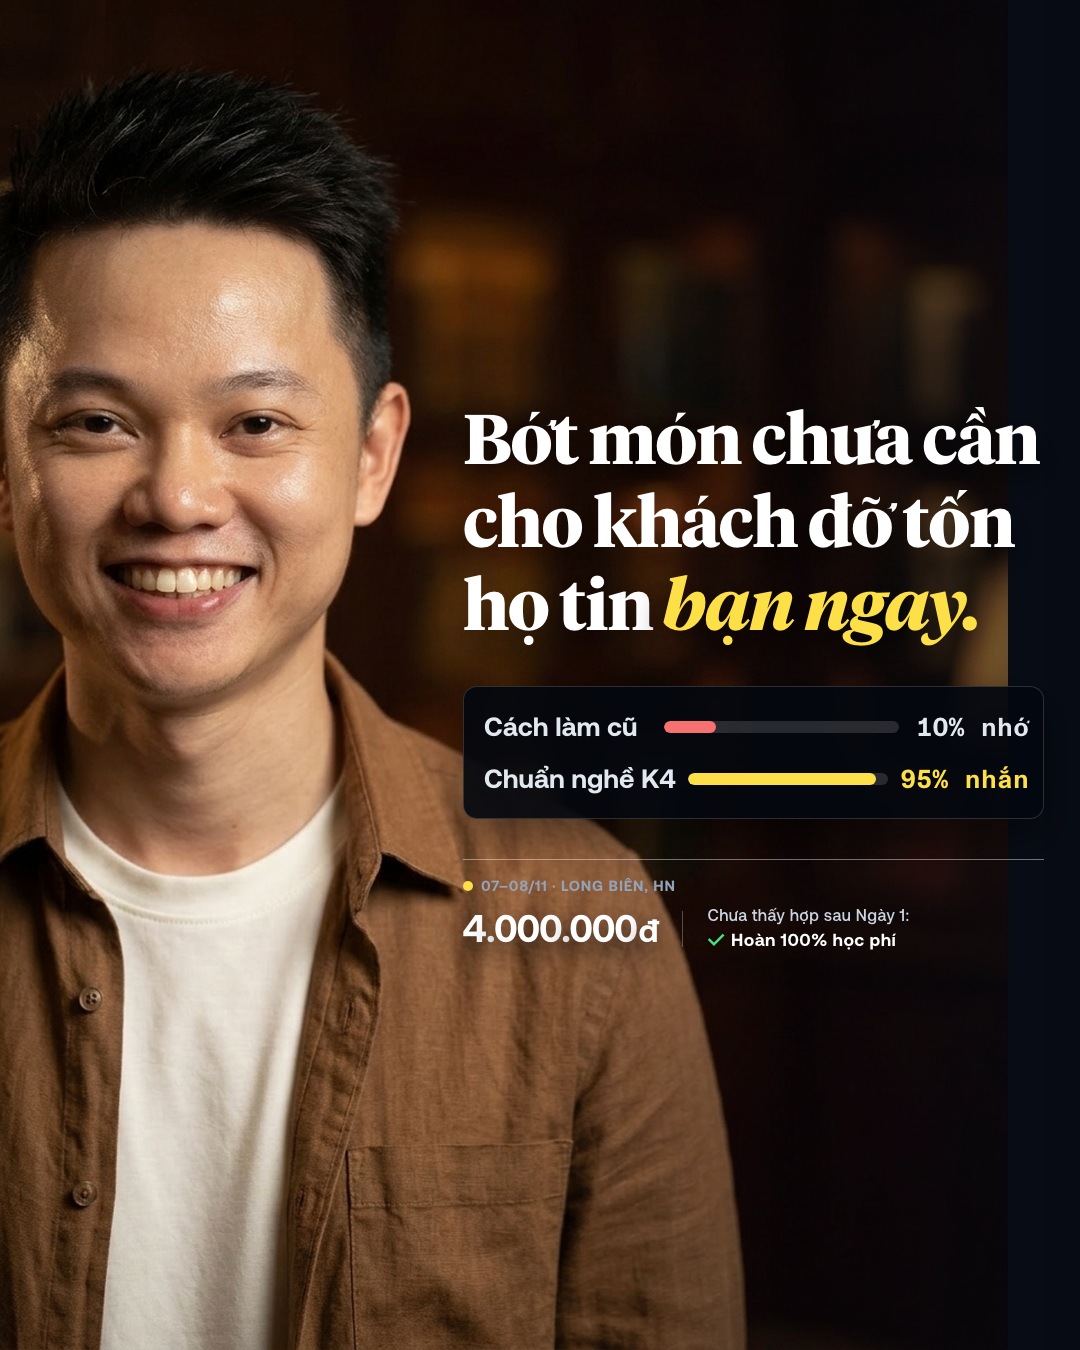 Bớt món chưa cần
cho khách đỡ tốn
họ tin bạn ngay.
Cách làm cũ 10% nhớ
Chuẩn nghề K4 95% nhắn
07–08/11 · LONG BIÊN, HN
4.000.000đ
Chưa thấy hợp sau Ngày 1:
Hoàn 100% học phí